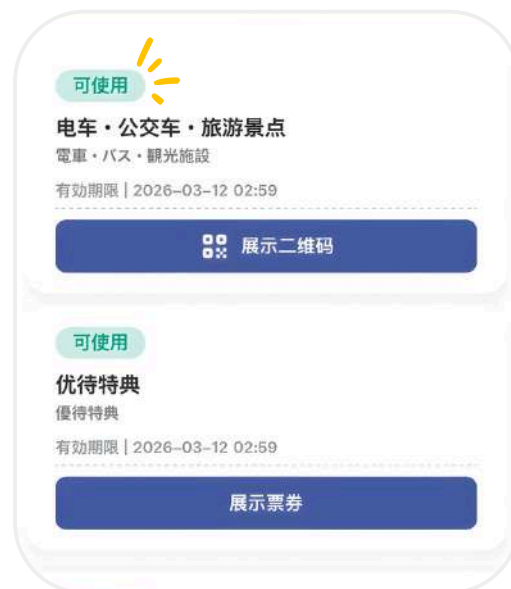 可使用
电车・公交车・旅游景点
電車・バス・観光施設
有効期限 | 2026-03-12 02:59
展示二维码
可使用
优待特典
優待特典
有効期限 | 2026-03-12 02:59
展示票券